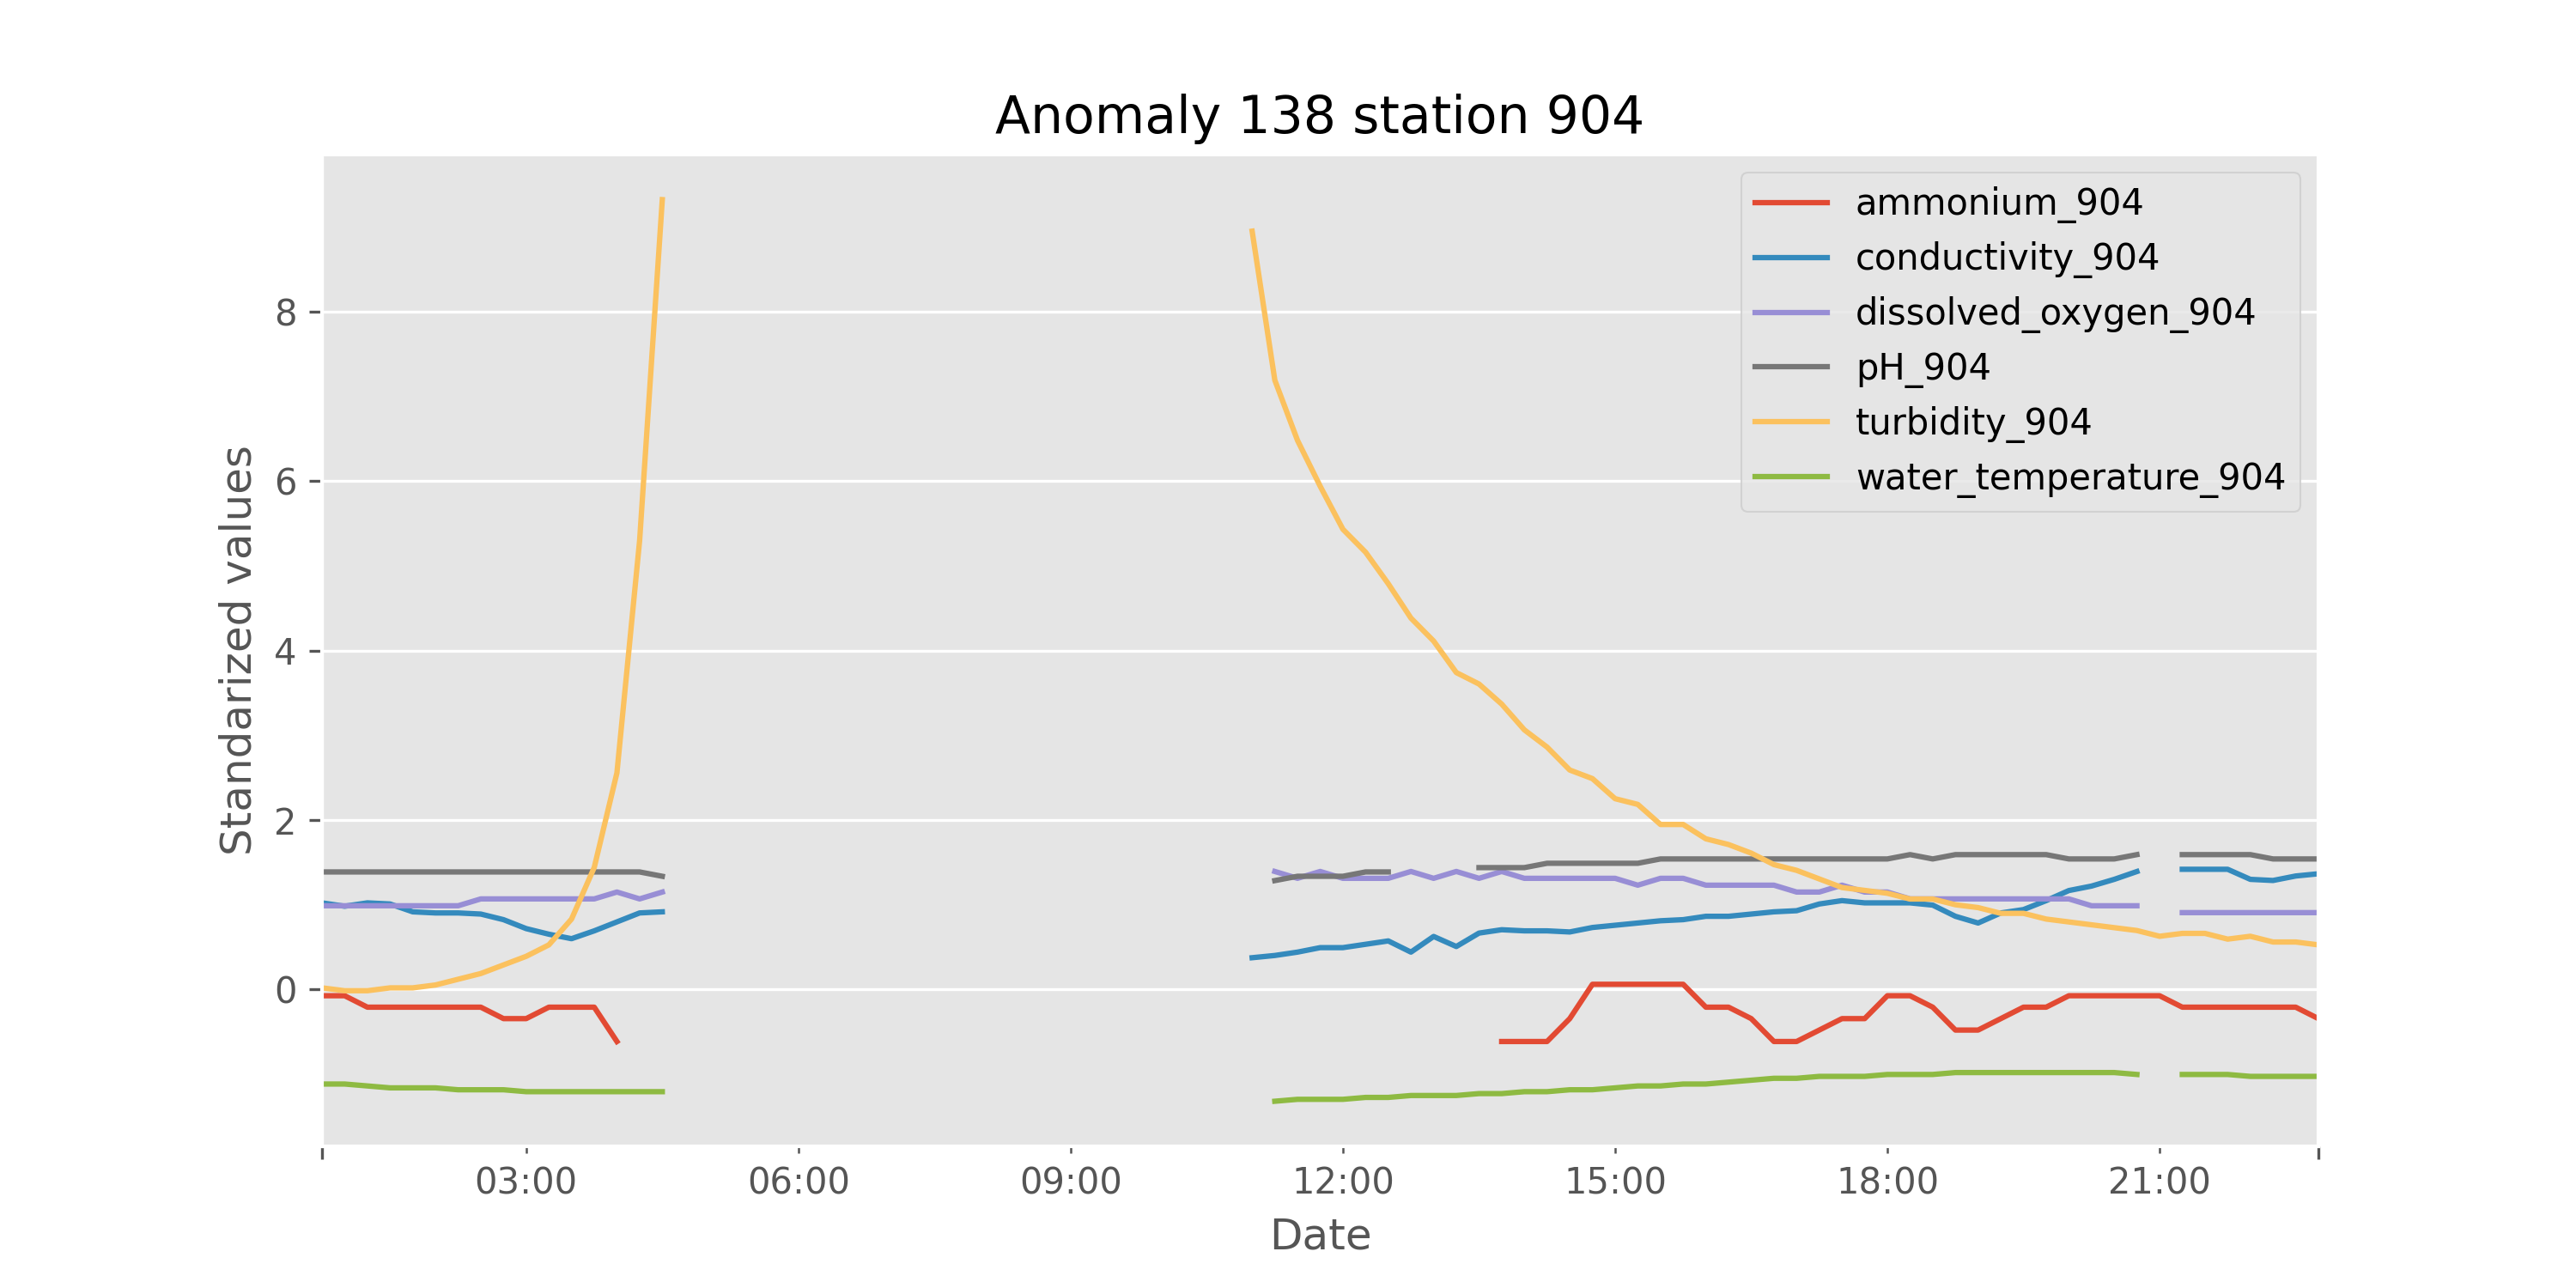 Anomaly 138 station 904
ammonium_904
conductivity_904
dissolved_oxygen_904
pH_904
turbidity_904
water_temperature_904
Standarized values
8
6
4
2
0
03:00 06:00 09:00 12:00 15:00 18:00 21:00
Date